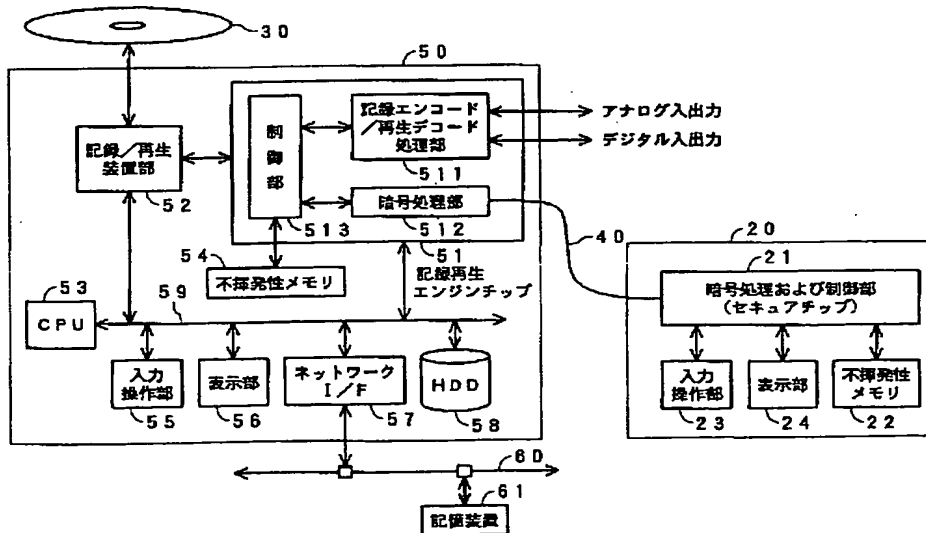 30
50
制御部
記録エンコード
/再生デコード
処理部
511
アナログ入出力
デジタル入出力
記録/再生
装置部
52
暗号処理部
512
513
51
記録再生
エンジンチップ
54
不揮発性メモリ
40
20
21
暗号処理および制御部
(セキュアチップ)
53
CPU
59
入力
操作部
55
表示部
56
ネットワーク
I/F
57
HDD
58
入力
操作部
23
表示部
24
不揮発性
メモリ
22
60
61
記憶装置